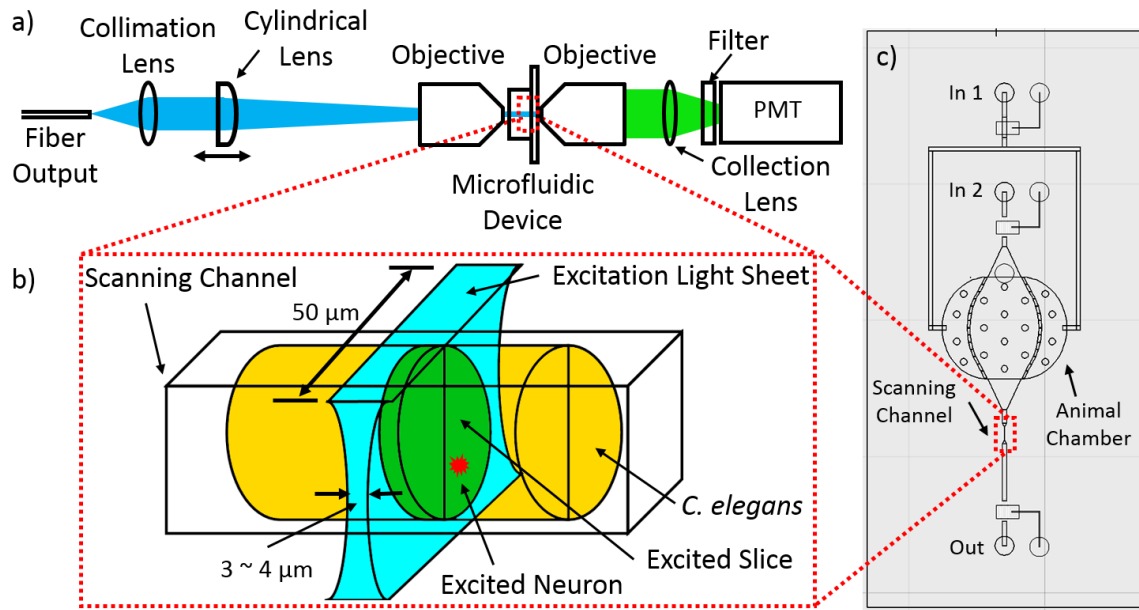 a)
Collimation
Lens
Cylindrical
Lens
Objective
Objective
Filter
PMT
Fiber
Output
Microfluidic
Device
Collection
Lens
b)
Scanning Channel
Excitation Light Sheet
50 μm
C. elegans
3 ~ 4 μm
Excited Slice
Excited Neuron
c)
In 1
In 2
Scanning
Channel
Animal
Chamber
Out